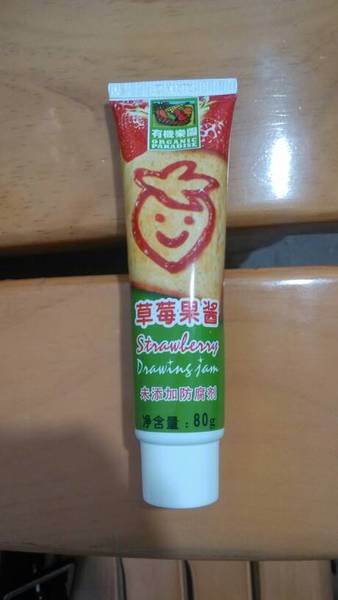 有機樂園
ORGANIC
PARADISE
草莓果酱
Strawberry
Drawing jam
未添加防腐剂
净含量：80g